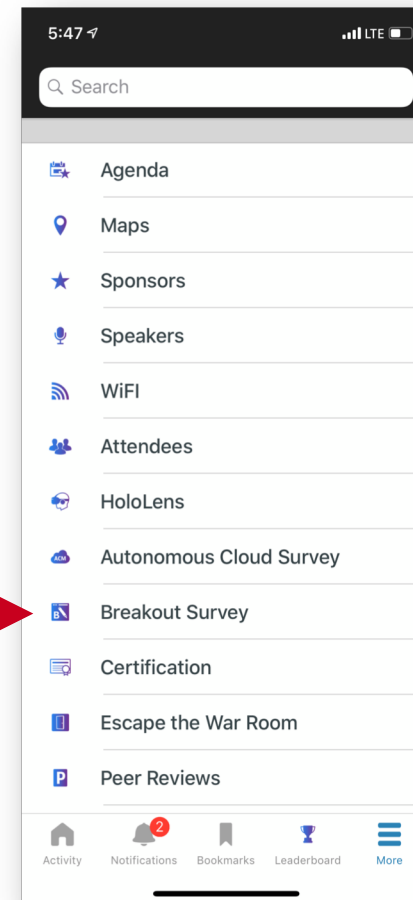 5:47
LTE
Search
Agenda
Maps
Sponsors
Speakers
WiFI
Attendees
HoloLens
ACM
Autonomous Cloud Survey
B
Breakout Survey
Certification
Escape the War Room
P
Peer Reviews
2
Activity
Notifications
Bookmarks
Leaderboard
More